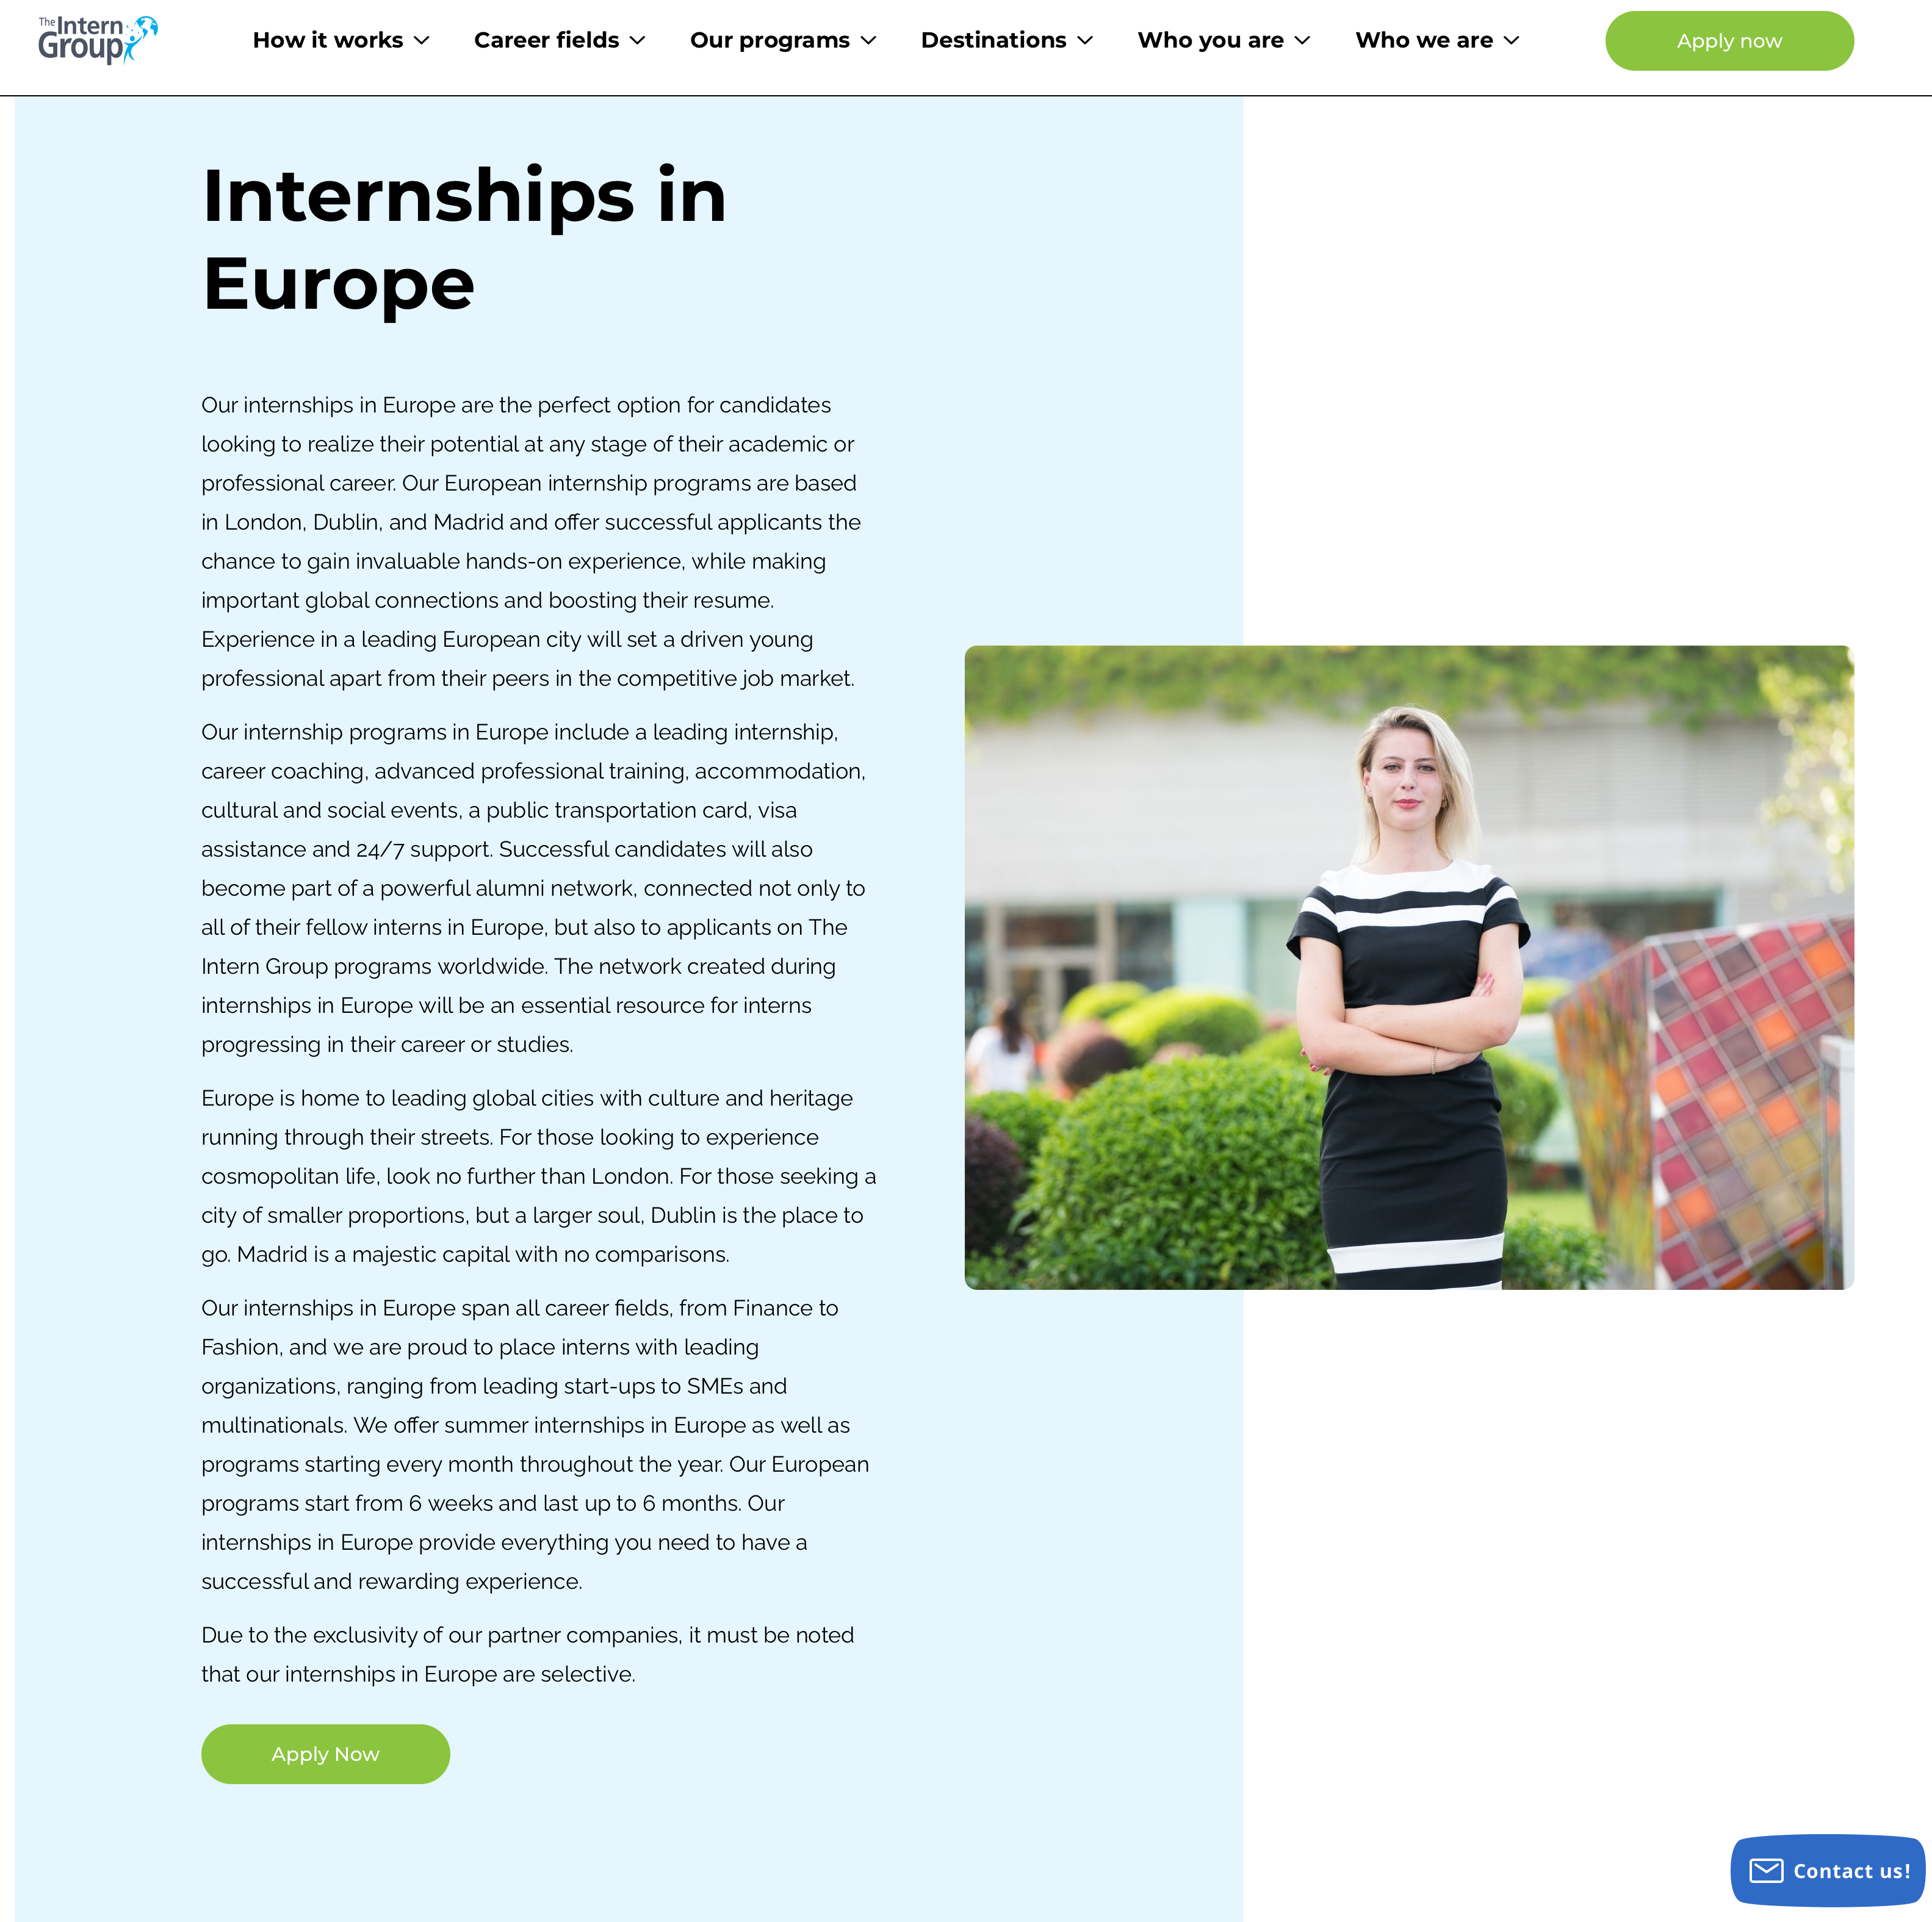 The Intern Group
How it works
Career fields
Our programs
Destinations
Who you are
Who we are
Apply now
Internships in
Europe
Our internships in Europe are the perfect option for candidates
looking to realize their potential at any stage of their academic or
professional career. Our European internship programs are based
in London, Dublin, and Madrid and offer successful applicants the
chance to gain invaluable hands-on experience, while making
important global connections and boosting their resume.
Experience in a leading European city will set a driven young
professional apart from their peers in the competitive job market.
Our internship programs in Europe include a leading internship,
career coaching, advanced professional training, accommodation,
cultural and social events, a public transportation card, visa
assistance and 24/7 support. Successful candidates will also
become part of a powerful alumni network, connected not only to
all of their fellow interns in Europe, but also to applicants on The
Intern Group programs worldwide. The network created during
internships in Europe will be an essential resource for interns
progressing in their career or studies.
Europe is home to leading global cities with culture and heritage
running through their streets. For those looking to experience
cosmopolitan life, look no further than London. For those seeking a
city of smaller proportions, but a larger soul, Dublin is the place to
go. Madrid is a majestic capital with no comparisons.
Our internships in Europe span all career fields, from Finance to
Fashion, and we are proud to place interns with leading
organizations, ranging from leading start-ups to SMEs and
multinationals. We offer summer internships in Europe as well as
programs starting every month throughout the year. Our European
programs start from 6 weeks and last up to 6 months. Our
internships in Europe provide everything you need to have a
successful and rewarding experience.
Due to the exclusivity of our partner companies, it must be noted
that our internships in Europe are selective.
Apply Now
Contact us!